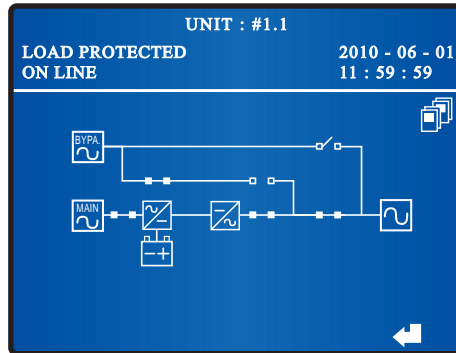 UNIT : #1.1
LOAD PROTECTED
2010 - 06 - 01
ON LINE
11 : 59 : 59
BYPA.
MAIN